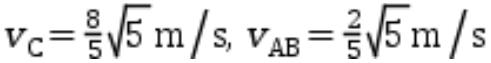 v_C = 8/5 √5 m/s, v_AB = 2/5 √5 m/s